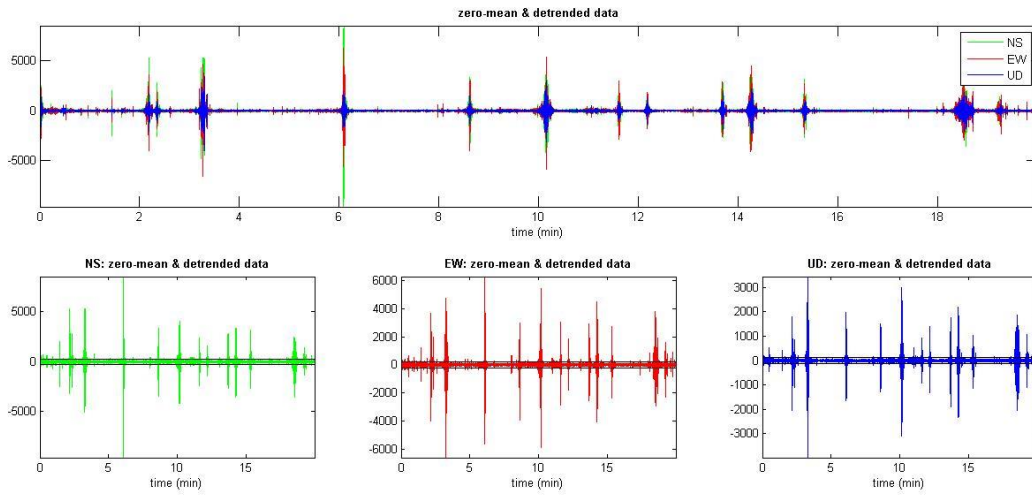 zero-mean & detrended data
NS
EW
UD
5000
0
-5000
0 2 4 6 8 10 12 14 16 18
time (min)
NS: zero-mean & detrended data
5000
0
-5000
0 5 10 15
time (min)
EW: zero-mean & detrended data
6000
4000
2000
0
-2000
-4000
-6000
0 5 10 15
time (min)
UD: zero-mean & detrended data
3000
2000
1000
0
-1000
-2000
-3000
0 5 10 15
time (min)